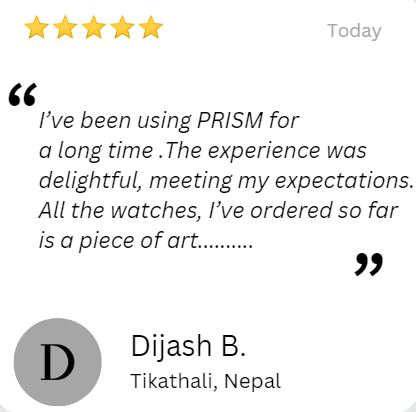 Today
“
I’ve been using PRISM for
a long time .The experience was
delightful, meeting my expectations.
All the watches, I’ve ordered so far
is a piece of art..........
”
D
Dijash B.
Tikathali, Nepal